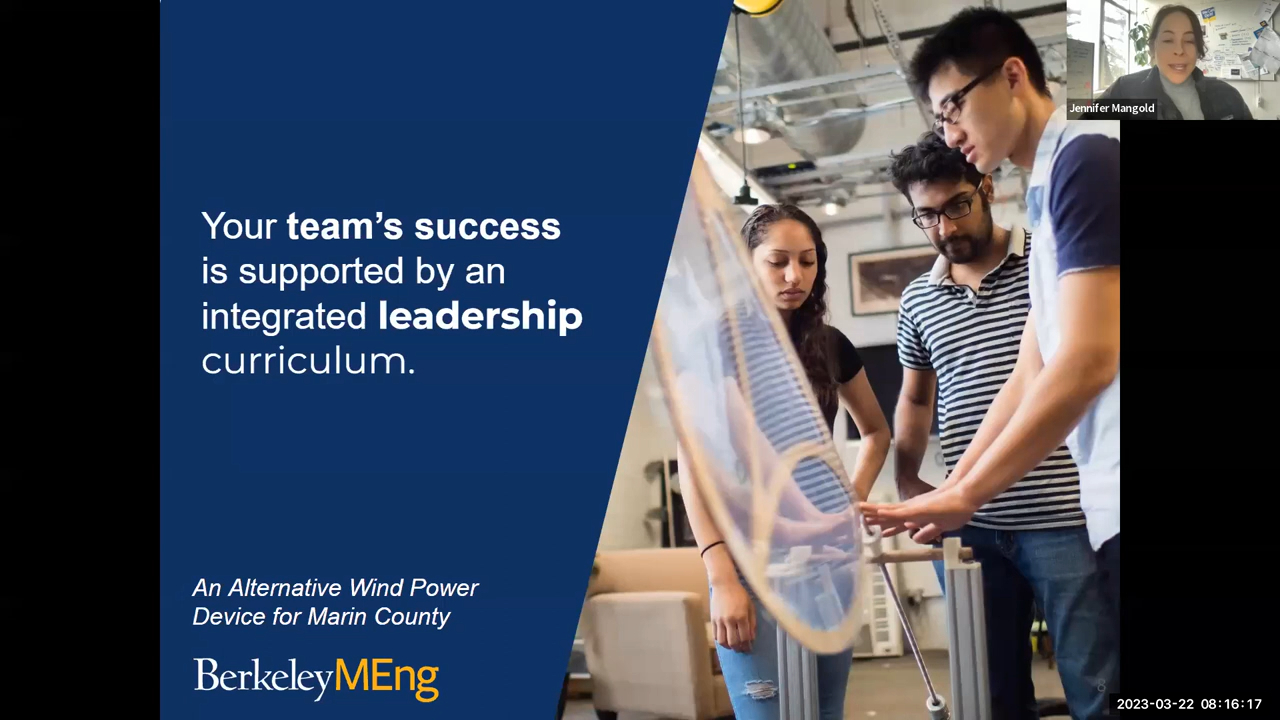 Your team's success
is supported by an
integrated leadership
curriculum.
An Alternative Wind Power
Device for Marin County
BerkeleyMEng
Jennifer Mangold
8
2023-03-22 08:16:17